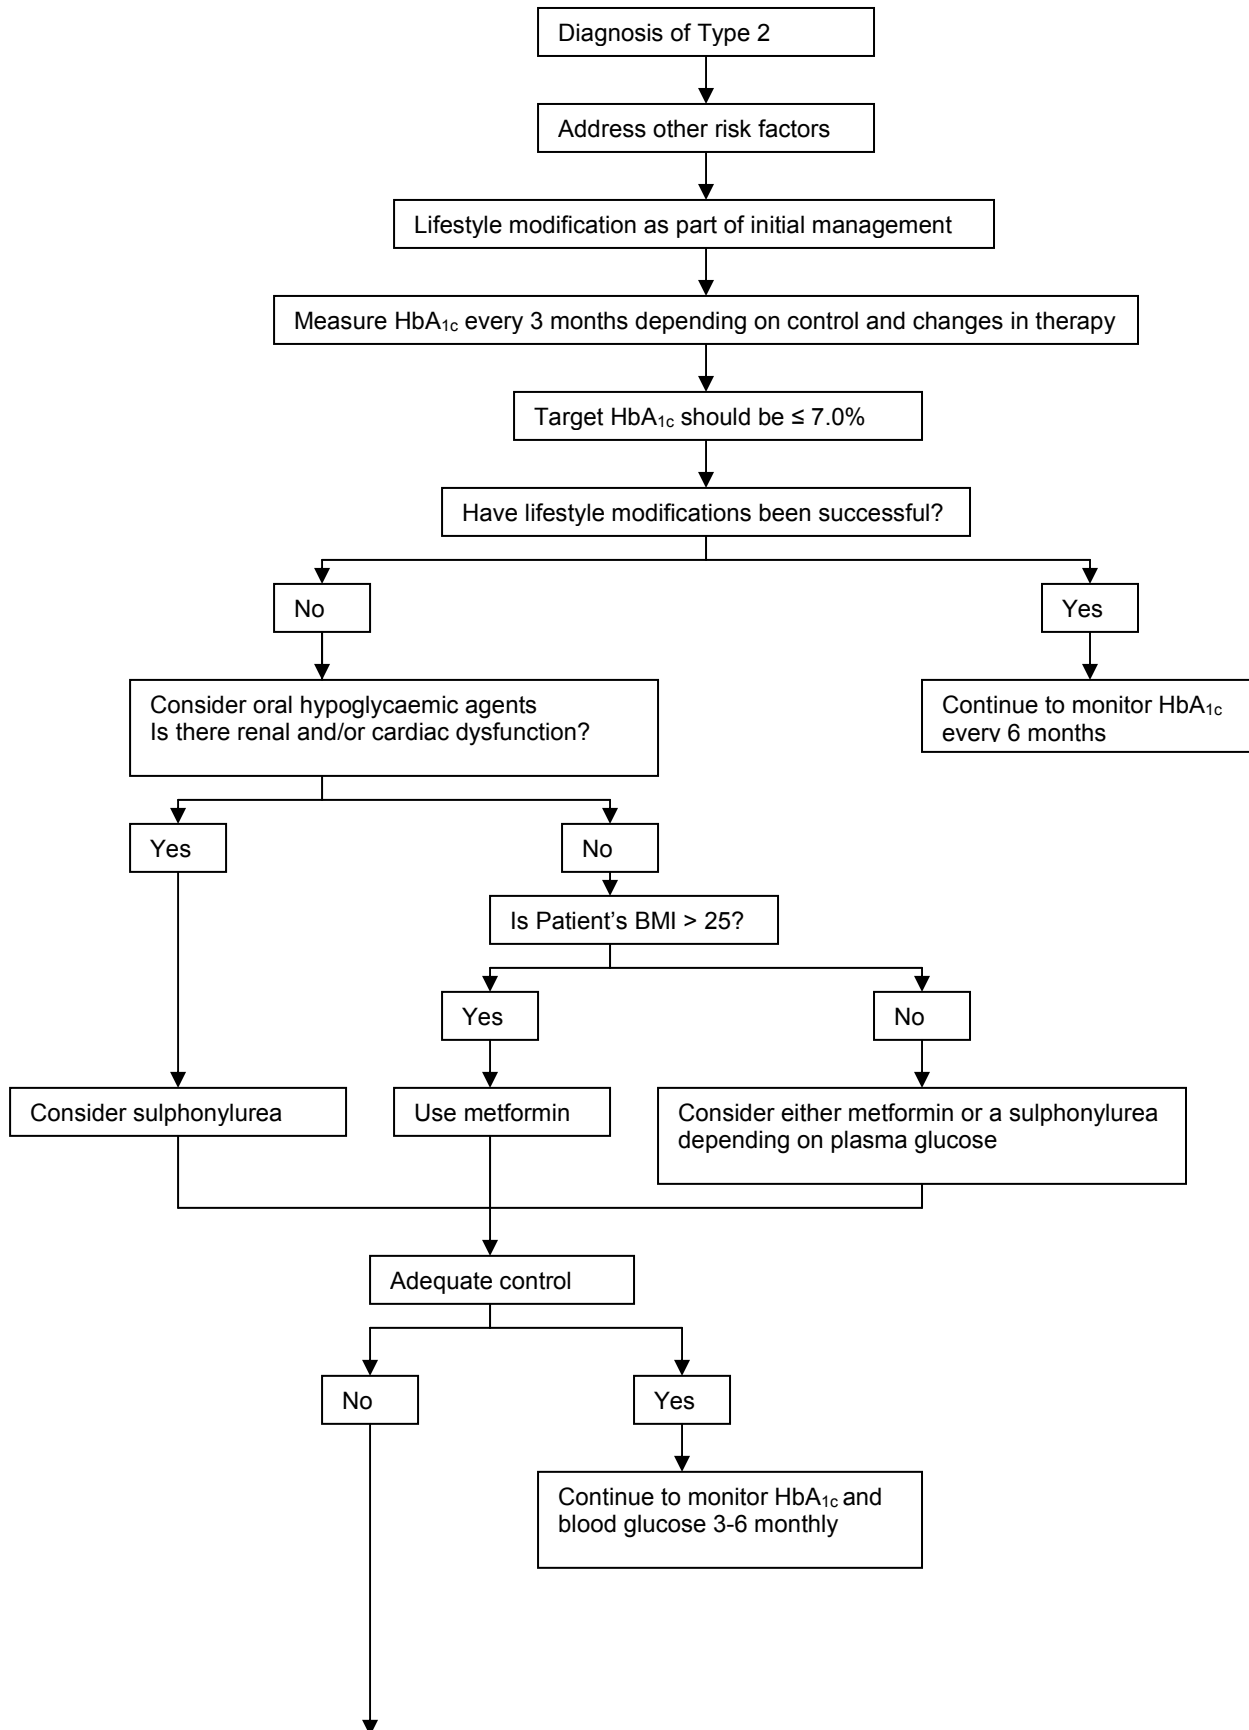 Diagnosis of Type 2
Address other risk factors
Lifestyle modification as part of initial management
Measure HbA1c every 3 months depending on control and changes in therapy
Target HbA1c should be ≤ 7.0%
Have lifestyle modifications been successful?
No
Yes
Consider oral hypoglycaemic agents
Is there renal and/or cardiac dysfunction?
Continue to monitor HbA1c
every 6 months
Yes
No
Is Patient’s BMI > 25?
Yes
No
Consider sulphonylurea
Use metformin
Consider either metformin or a sulphonylurea
depending on plasma glucose
Adequate control
No
Yes
Continue to monitor HbA1c and
blood glucose 3-6 monthly